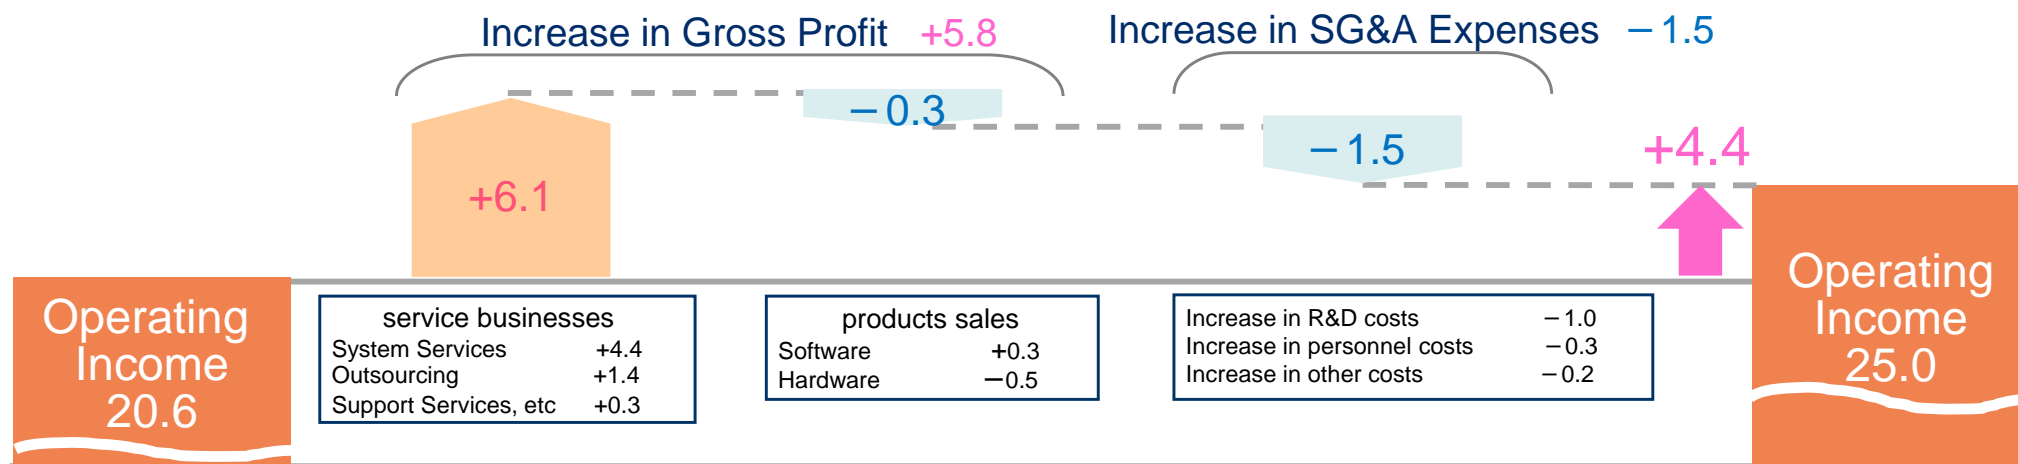 Increase in Gross Profit +5.8
Increase in SG&A Expenses −1.5
+6.1
−0.3
−1.5
+4.4
Operating
Income
20.6
service businesses
System Services +4.4
Outsourcing +1.4
Support Services, etc +0.3
products sales
Software +0.3
Hardware −0.5
Increase in R&D costs −1.0
Increase in personnel costs −0.3
Increase in other costs −0.2
Operating
Income
25.0